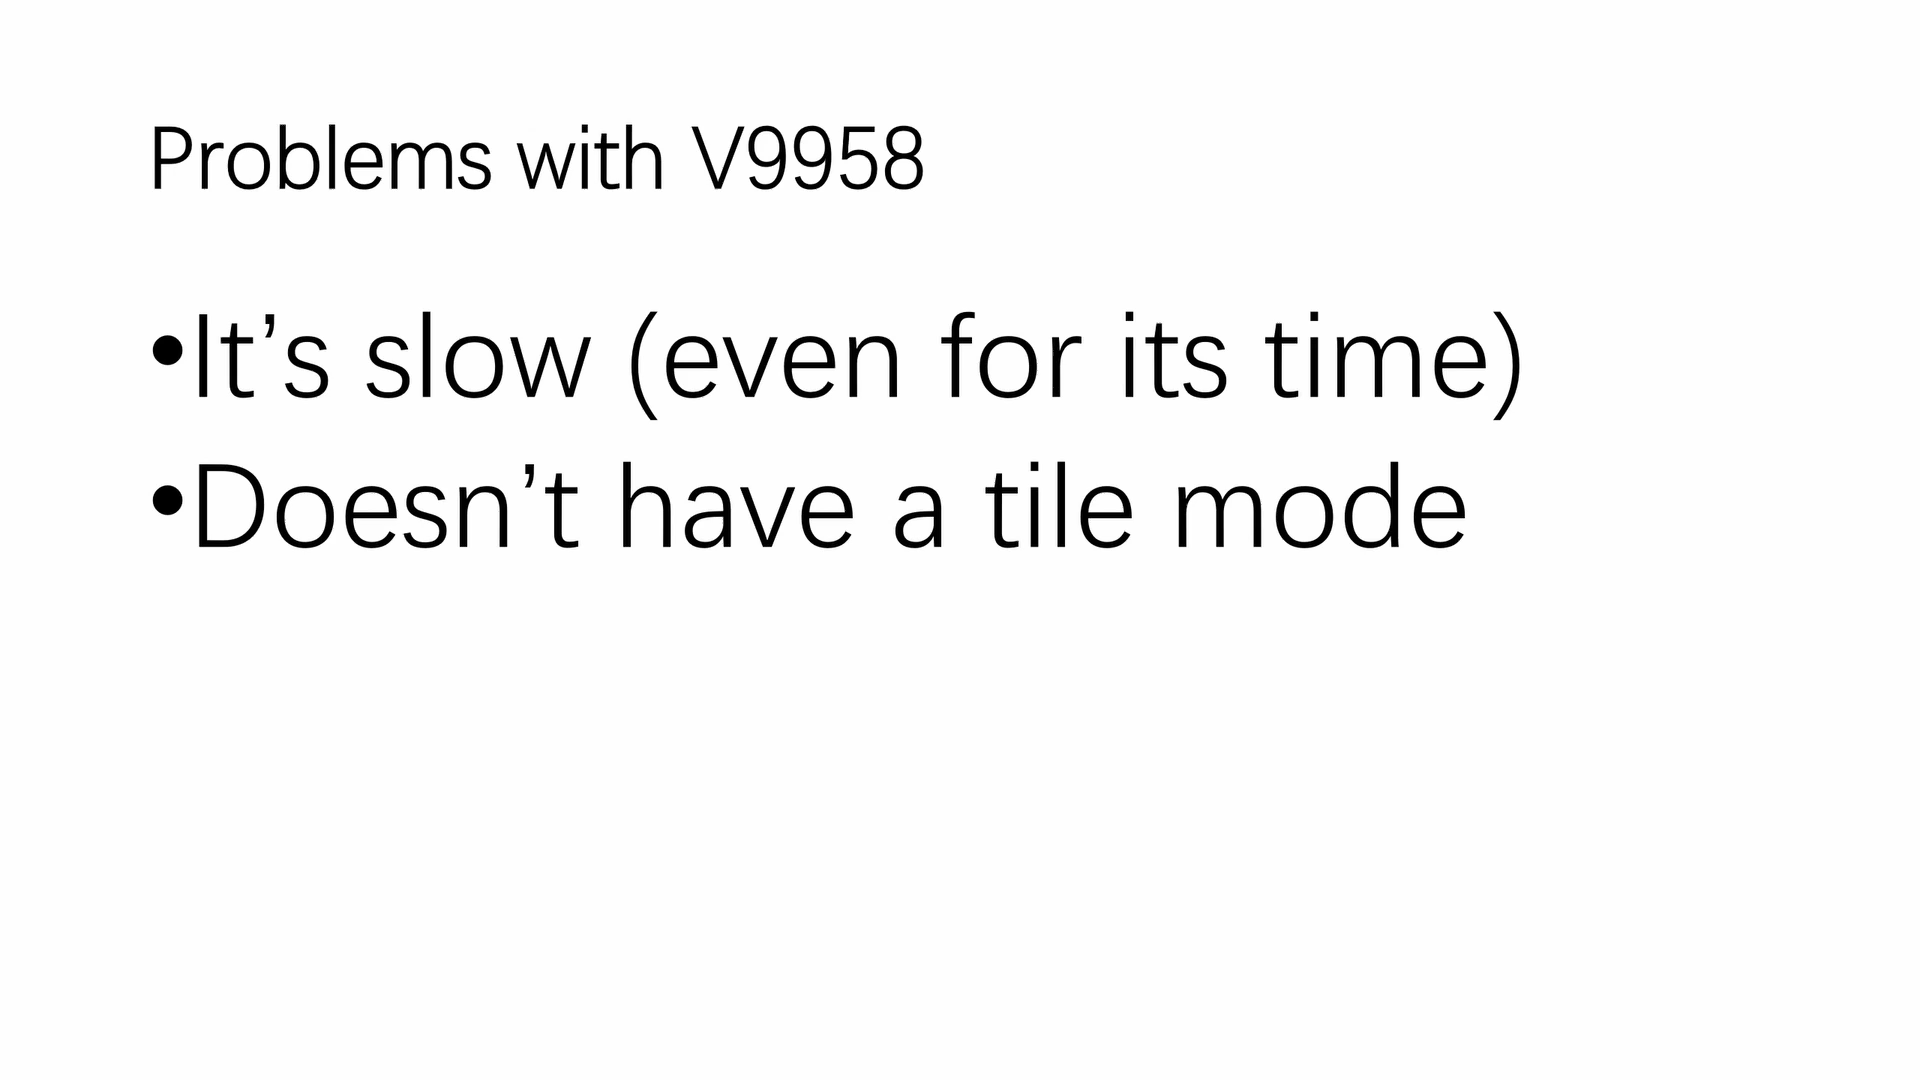 Problems with V9958
•It’s slow (even for its time)
•Doesn’t have a tile mode